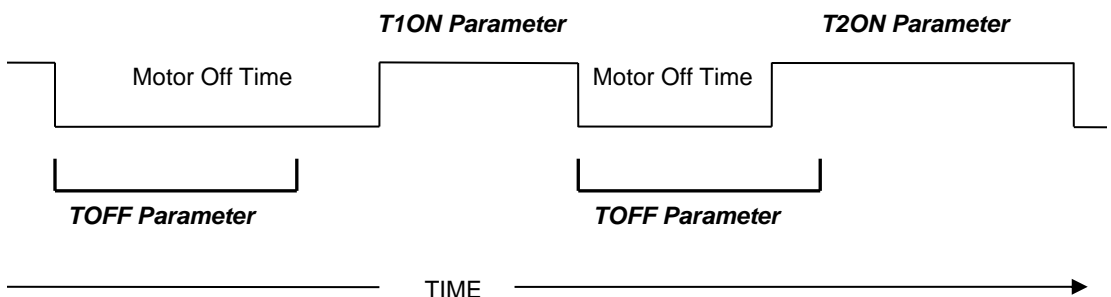 T1ON Parameter T2ON Parameter
Motor Off Time Motor Off Time
TOFF Parameter TOFF Parameter
TIME